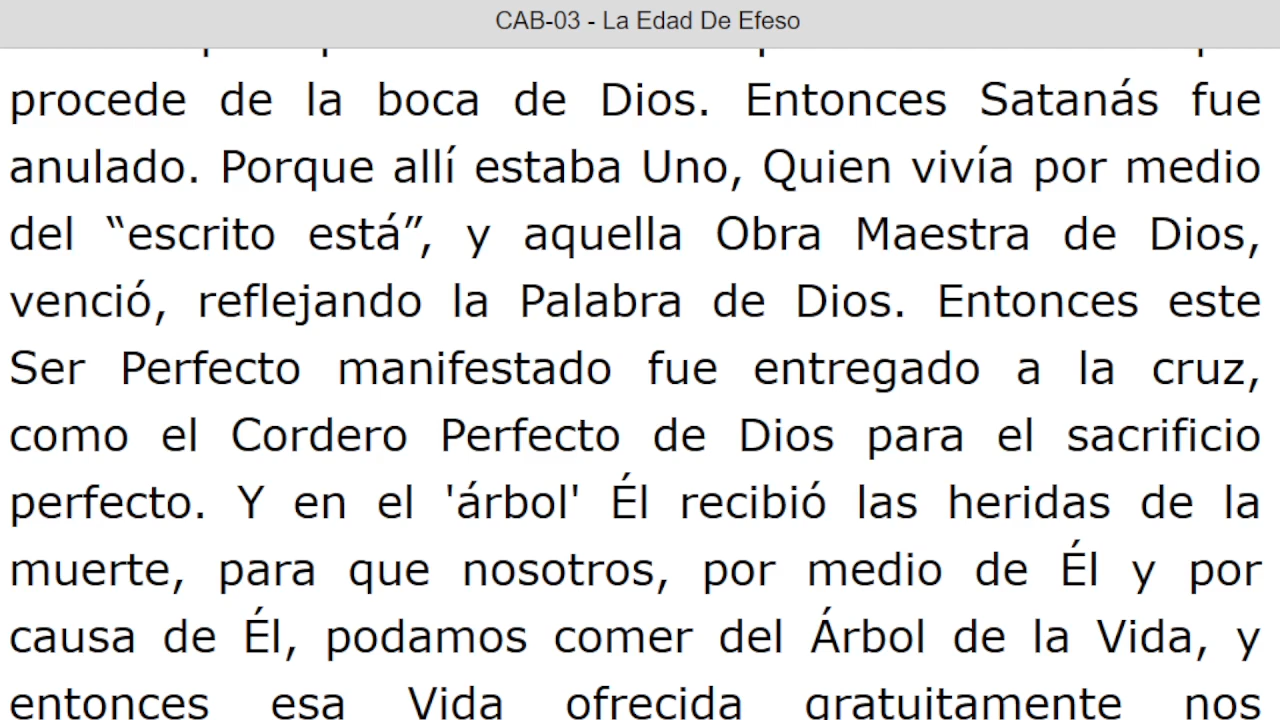 CAB-03 - La Edad De Efeso
procede de la boca de Dios. Entonces Satanás fue
anulado. Porque allí estaba Uno, Quien vivía por medio
del “escrito está”, y aquella Obra Maestra de Dios,
venció, reflejando la Palabra de Dios. Entonces este
Ser Perfecto manifestado fue entregado a la cruz,
como el Cordero Perfecto de Dios para el sacrificio
perfecto. Y en el 'árbol' Él recibió las heridas de la
muerte, para que nosotros, por medio de Él y por
causa de Él, podamos comer del Árbol de la Vida, y
entonces esa Vida ofrecida gratuitamente nos